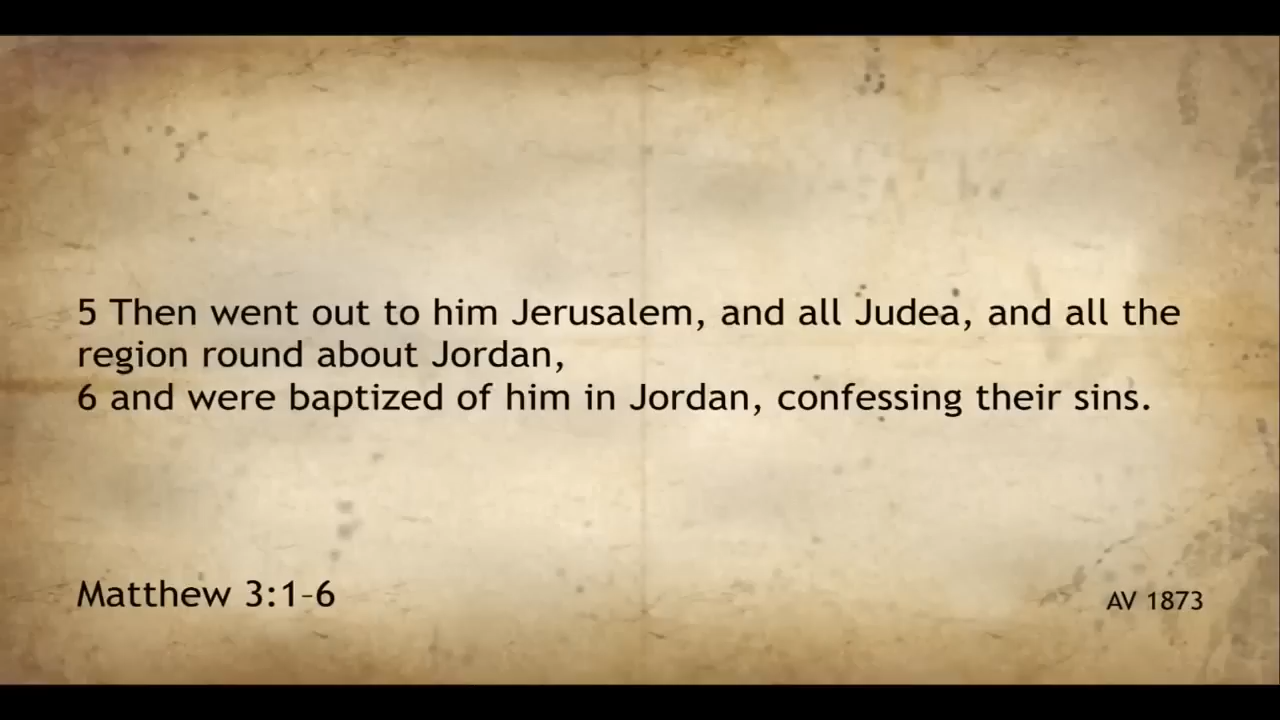 5 Then went out to him Jerusalem, and all Judea, and all the
region round about Jordan,
6 and were baptized of him in Jordan, confessing their sins.
Matthew 3:1–6
AV 1873